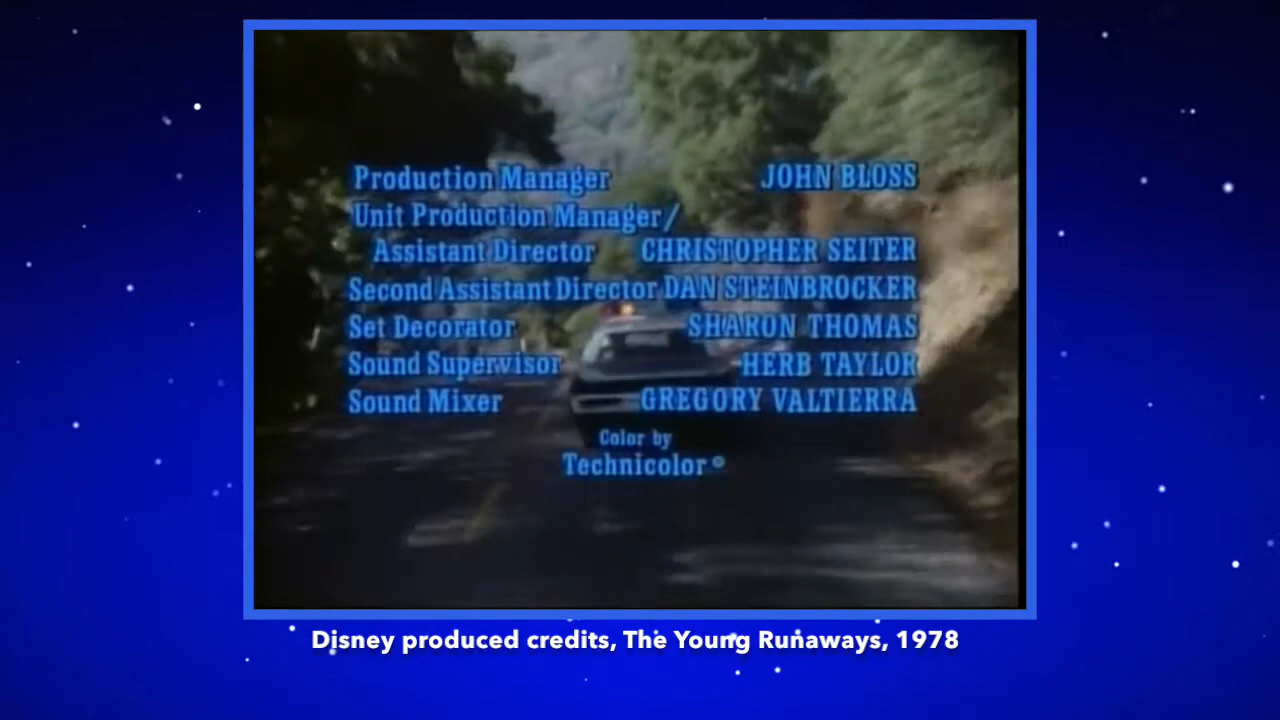 Production Manager JOHN BLOSS
Unit Production Manager/
Assistant Director CHRISTOPHER SEITER
Second Assistant Director DAN STEINBROCKER
Set Decorator SHARON THOMAS
Sound Supervisor HERB TAYLOR
Sound Mixer GREGORY VALTIERRA
Color by
Technicolor®
Disney produced credits, The Young Runaways, 1978